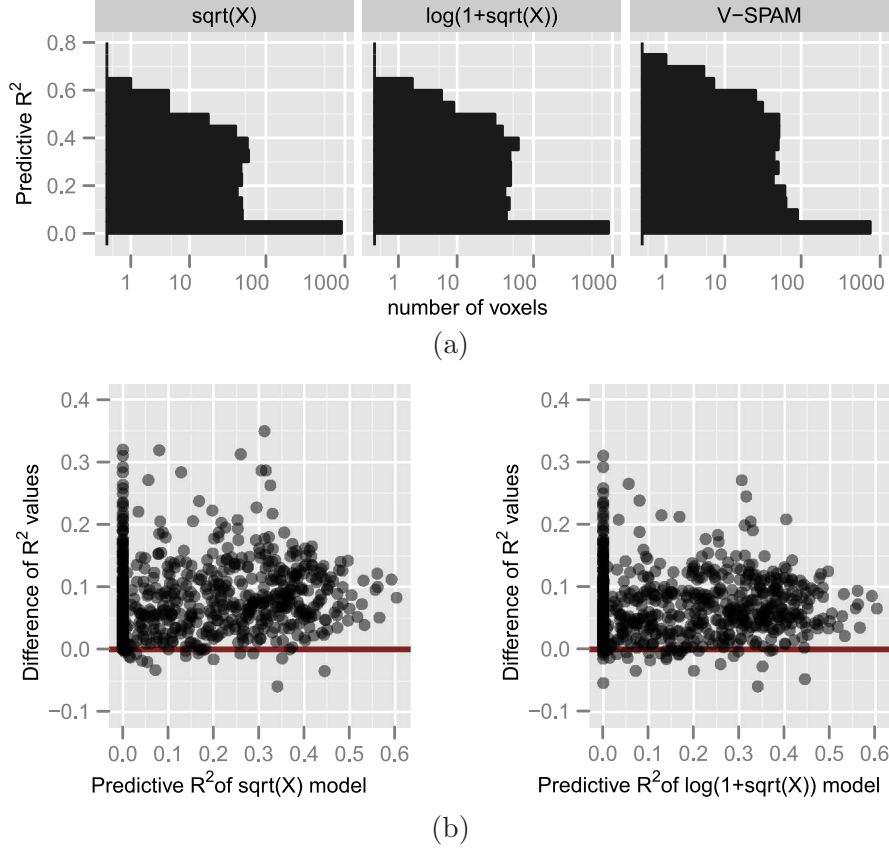 sqrt(X) log(1+sqrt(X)) V−SPAM
Predictive R²
0.8
0.6
0.4
0.2
0.0
1 10 100 1000 1 10 100 1000 1 10 100 1000
number of voxels
(a)
Difference of R² values
0.4
0.3
0.2
0.1
0.0
−0.1
0.0 0.1 0.2 0.3 0.4 0.5 0.6
Predictive R²of sqrt(X) model
Difference of R² values
0.4
0.3
0.2
0.1
0.0
−0.1
0.0 0.1 0.2 0.3 0.4 0.5 0.6
Predictive R²of log(1+sqrt(X)) model
(b)